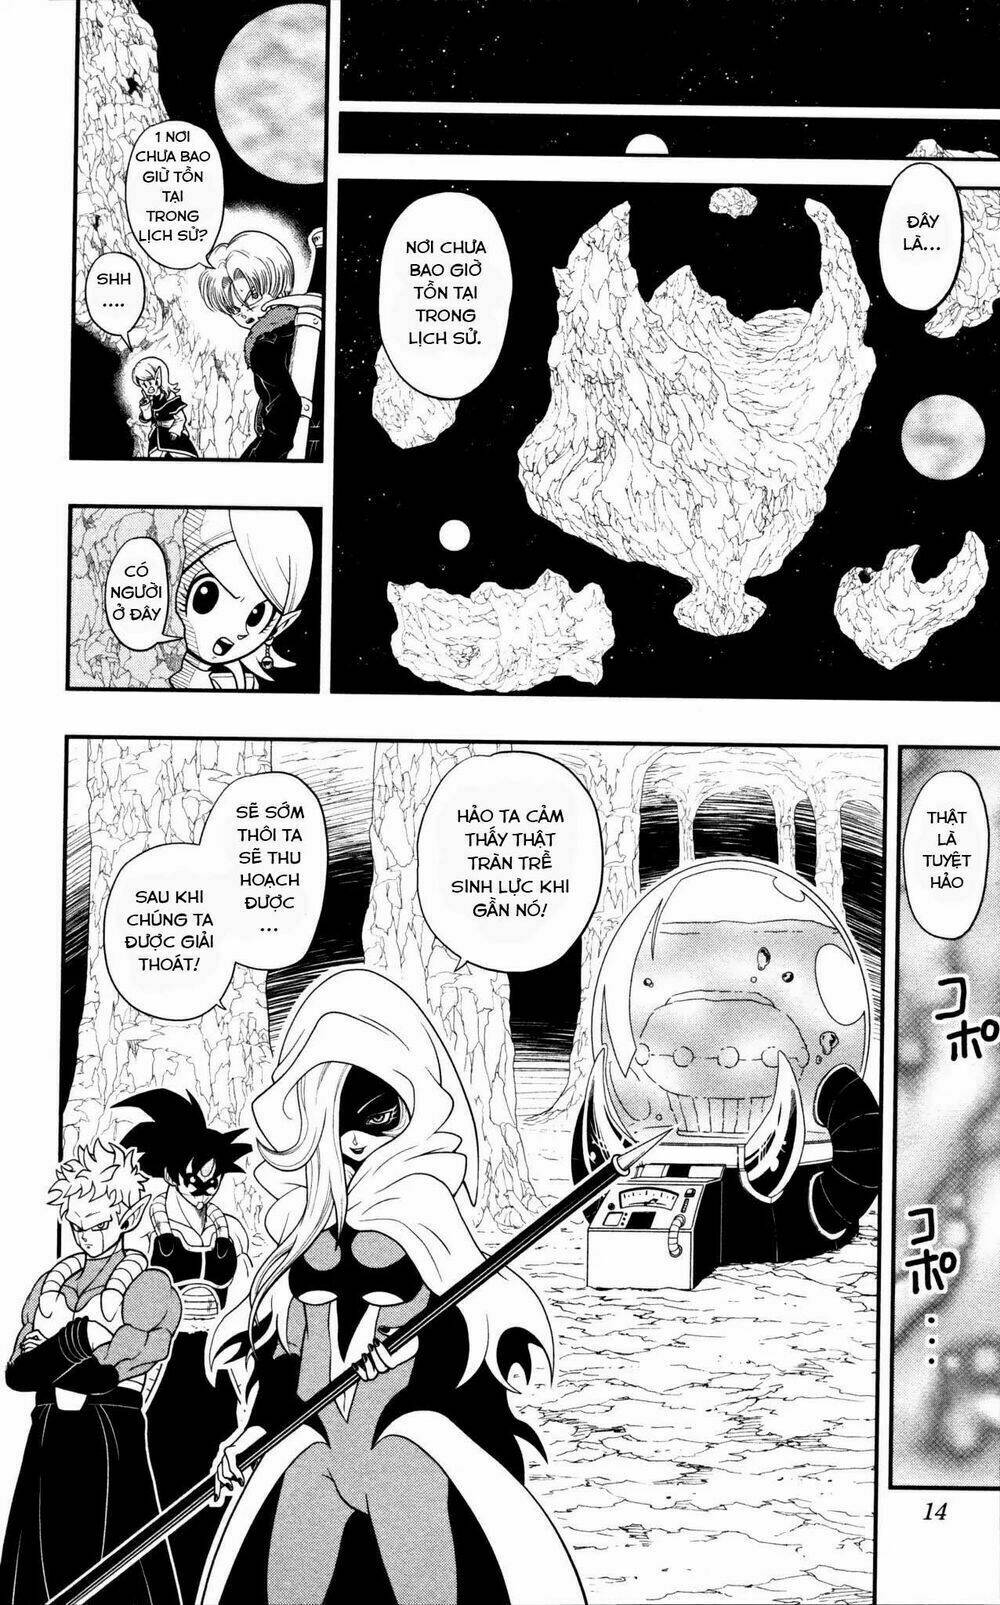 ĐÂY
LÀ...
NƠI CHƯA
BAO GIỜ
TỒN TẠI
TRONG
LỊCH SỬ.
1 NƠI
CHƯA BAO
GIỜ TỒN
TẠI
TRONG
LỊCH SỬ?
SHH
....
CÓ
NGƯỜI
Ở ĐÂY
THẬT
LÀ
TUYỆT
HẢO
コポ
コポ...
HẢO TA CẢM
THẤY THẬT
TRÀN TRỀ
SINH LỰC KHI
GẦN NÓ!
SẼ SỚM
THÔI TA
SẼ THU
HOẠCH ĐƯỢC
...
SAU KHI
CHÚNG TA
ĐƯỢC GIẢI
THOÁT!
14